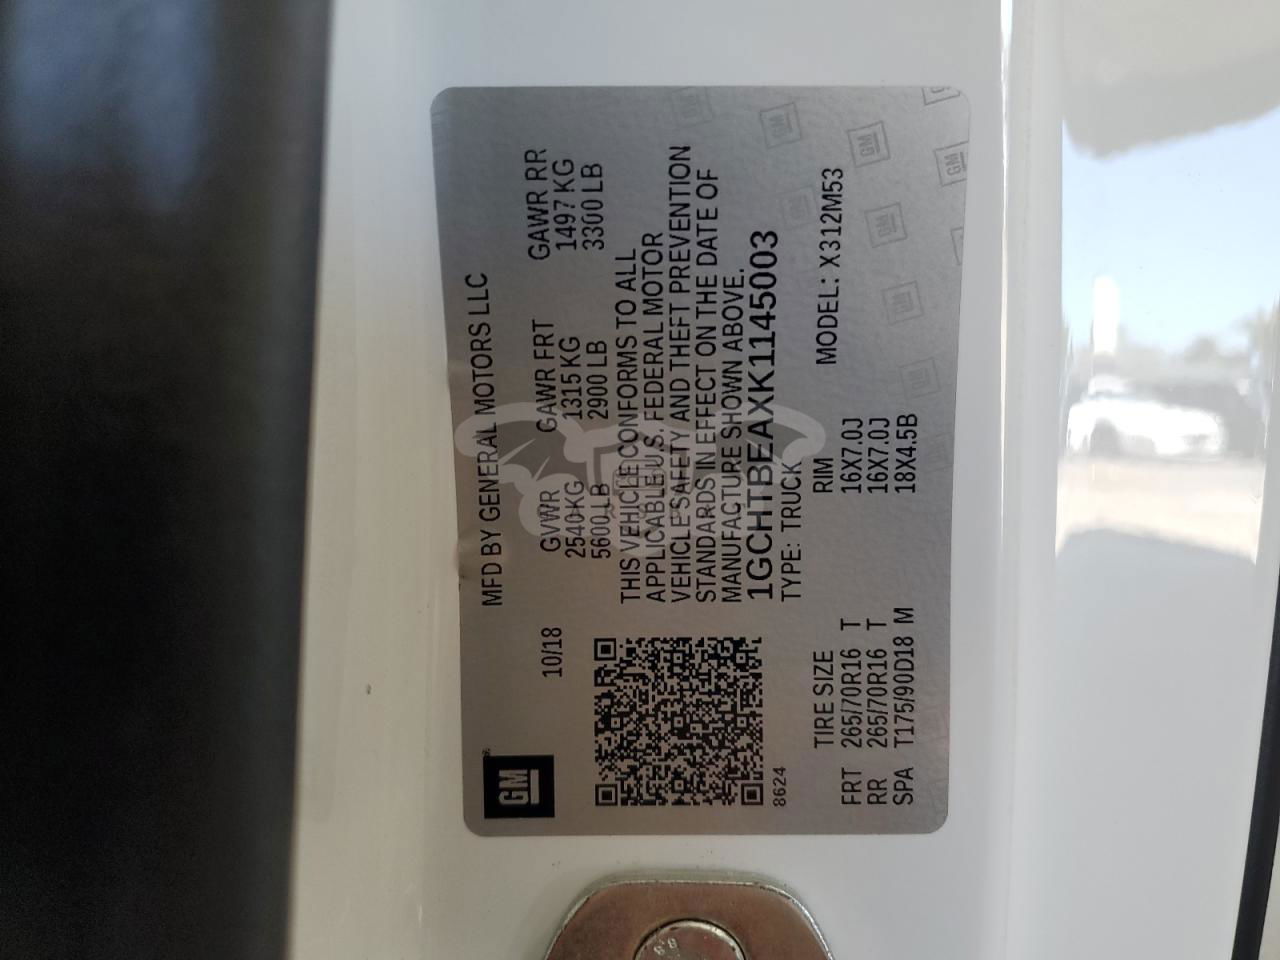 GM
10/18
MFD BY GENERAL MOTORS LLC
GVWR GAWR FRT GAWR RR
2540 KG 1315 KG 1497 KG
5600 LB 2900 LB 3300 LB
THIS VEHICLE CONFORMS TO ALL
APPLICABLE U.S. FEDERAL MOTOR
VEHICLE SAFETY AND THEFT PREVENTION
STANDARDS IN EFFECT ON THE DATE OF
MANUFACTURE SHOWN ABOVE.
1GCHTBEAXK1145003
TYPE: TRUCK
8624
MODEL: X312M53
TIRE SIZE RIM
FRT 265/70R16 T 16X7.0J
RR 265/70R16 T 16X7.0J
SPA T175/90D18 M 18X4.5B